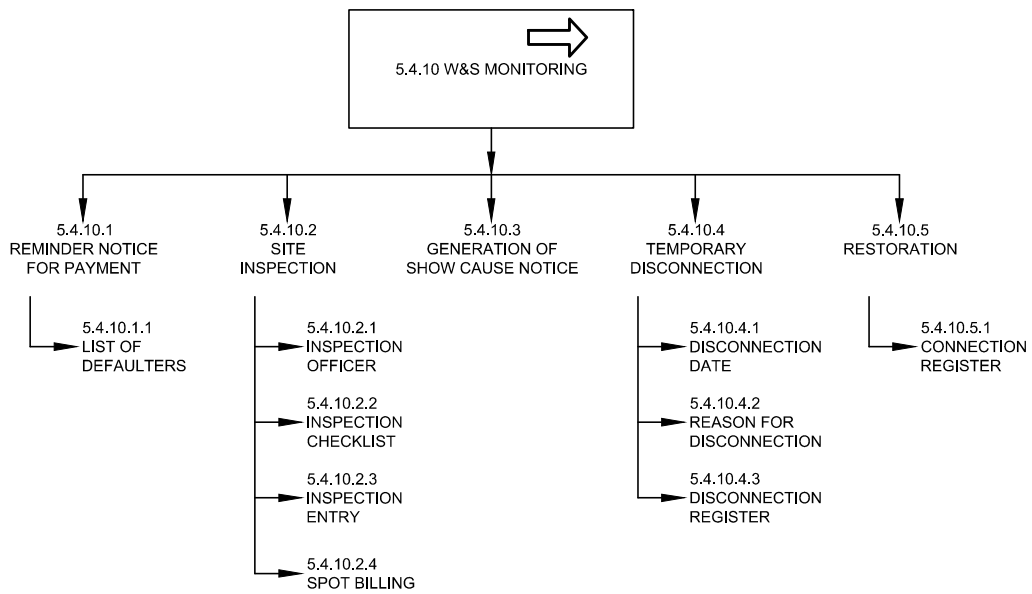 5.4.10 W&S MONITORING
5.4.10.1
REMINDER NOTICE
FOR PAYMENT
5.4.10.2
SITE
INSPECTION
5.4.10.3
GENERATION OF
SHOW CAUSE NOTICE
5.4.10.4
TEMPORARY
DISCONNECTION
5.4.10.5
RESTORATION
5.4.10.1.1
LIST OF
DEFAULTERS
5.4.10.2.1
INSPECTION
OFFICER
5.4.10.2.2
INSPECTION
CHECKLIST
5.4.10.2.3
INSPECTION
ENTRY
5.4.10.2.4
SPOT BILLING
5.4.10.4.1
DISCONNECTION
DATE
5.4.10.4.2
REASON FOR
DISCONNECTION
5.4.10.4.3
DISCONNECTION
REGISTER
5.4.10.5.1
CONNECTION
REGISTER